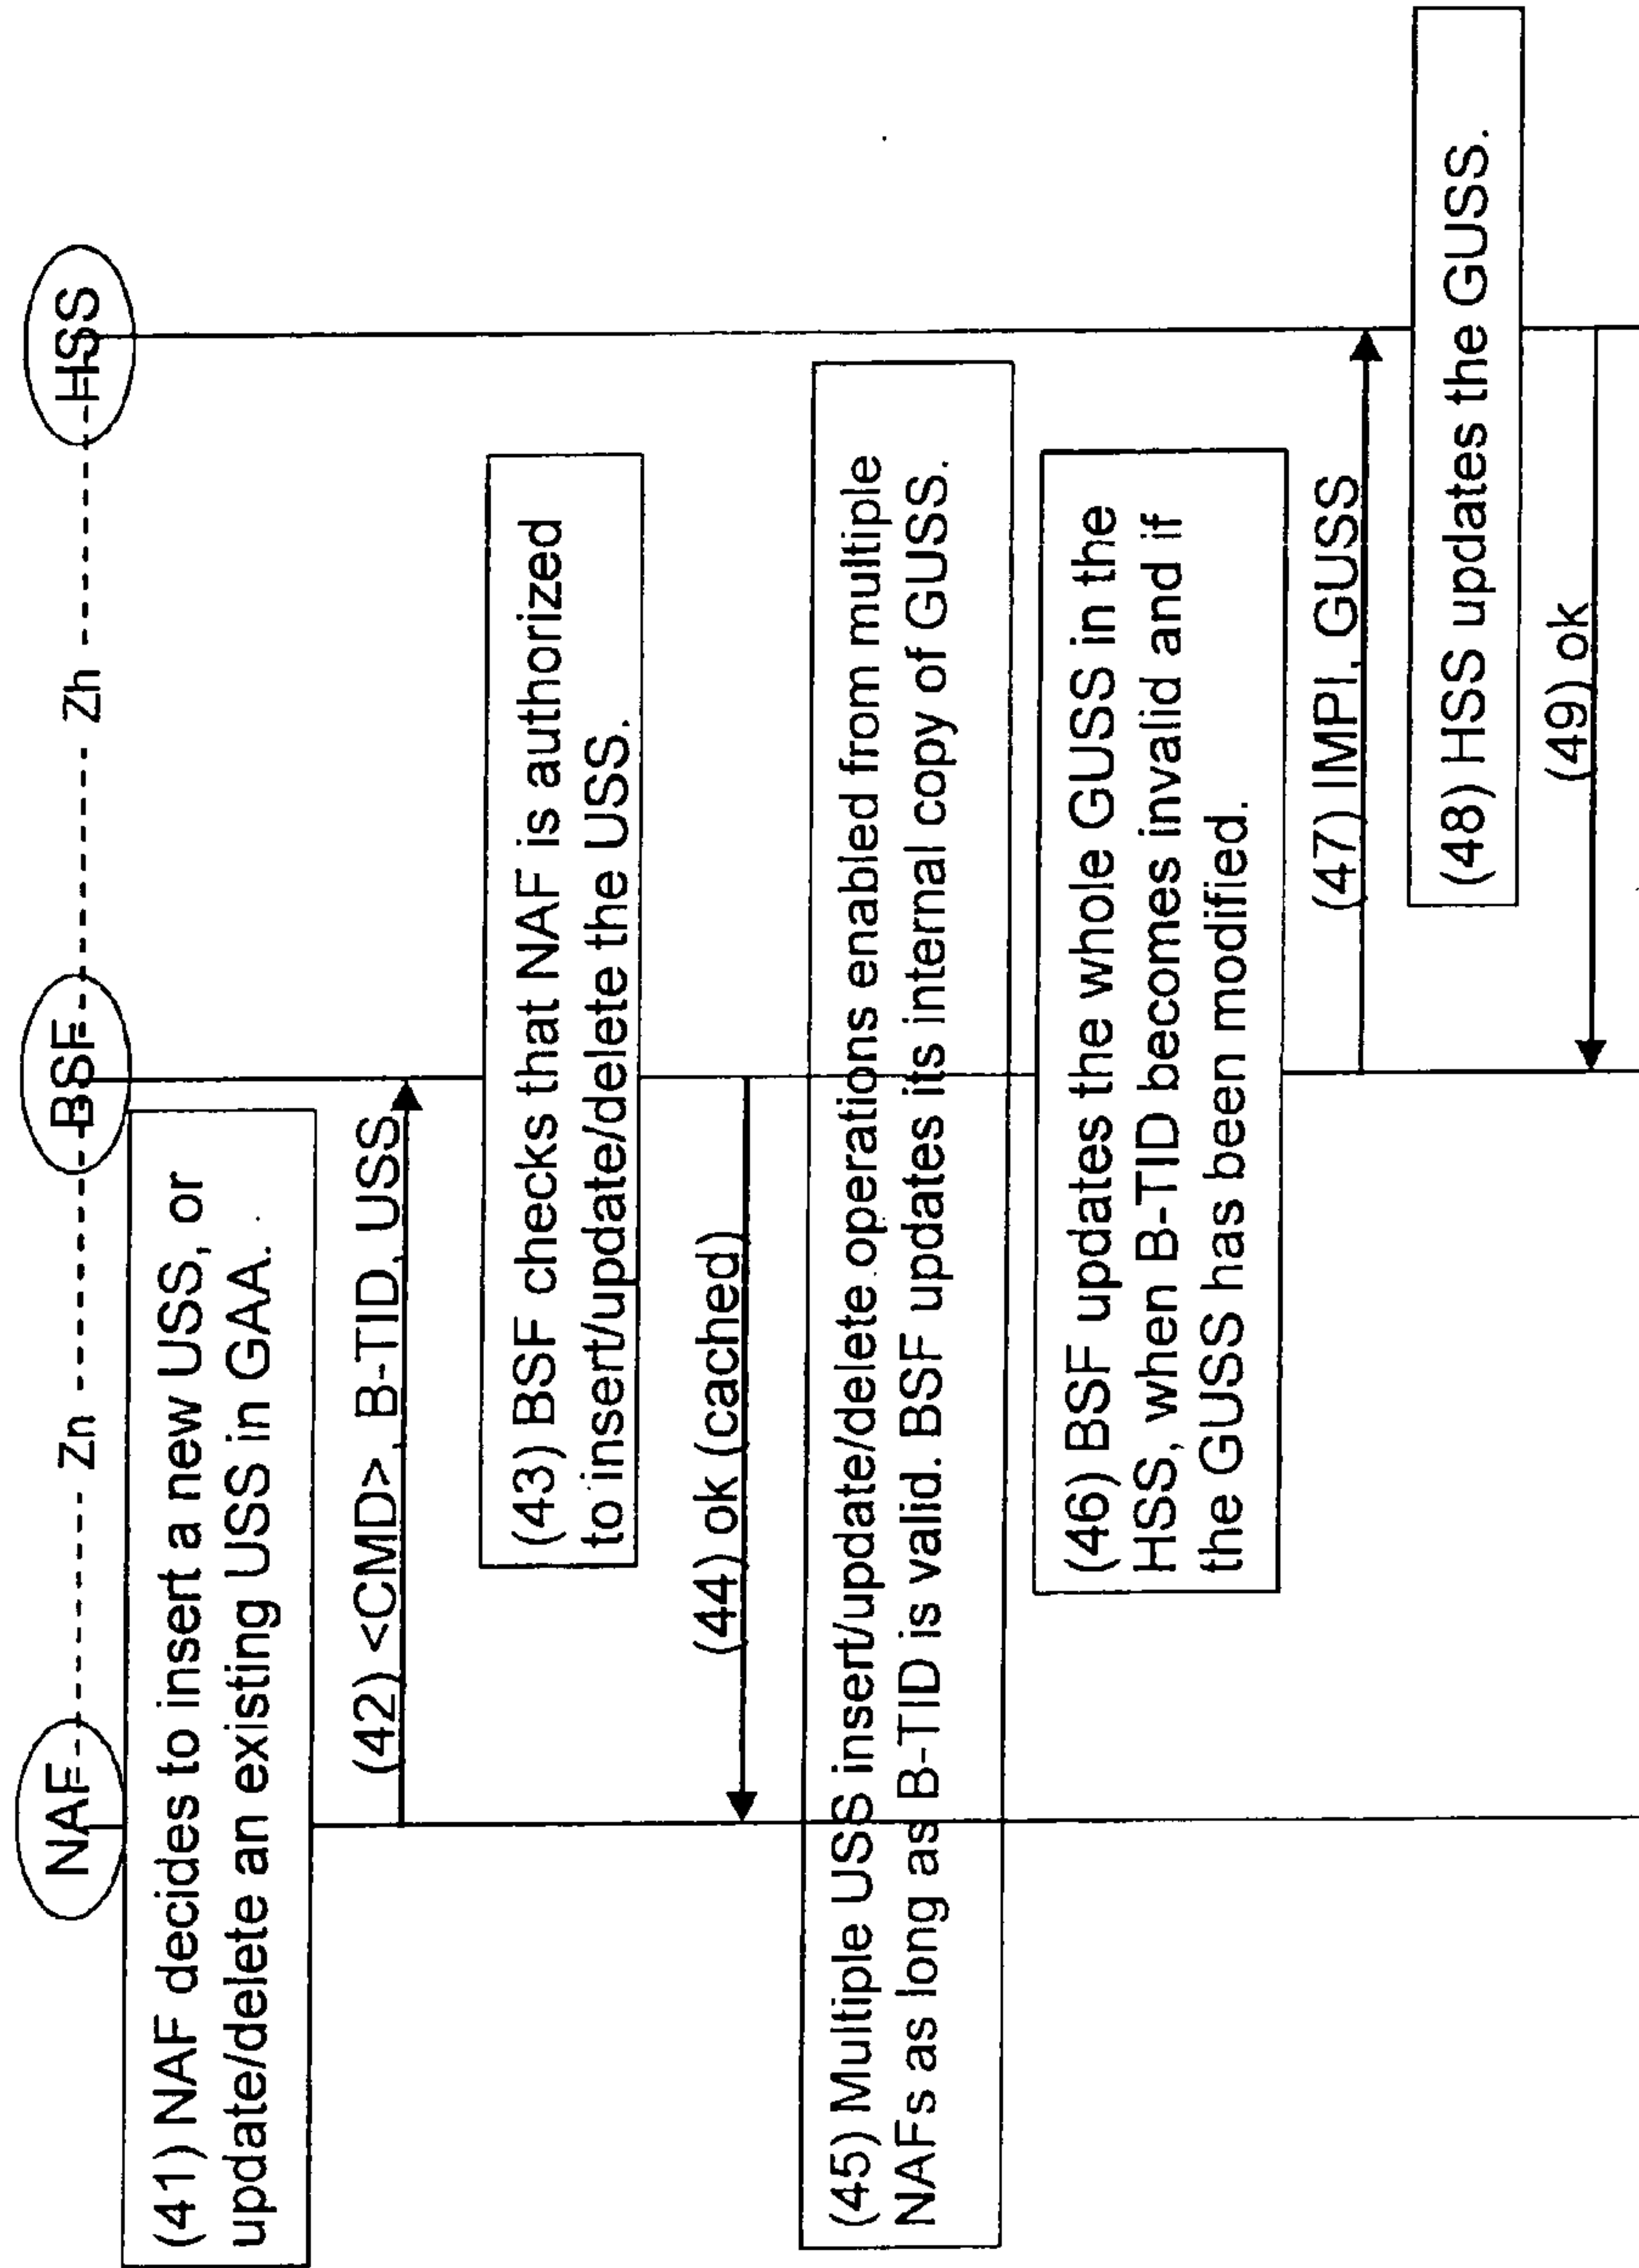 NAF
Zn
BSF
Zh
HSS
(41) NAF decides to insert a new USS, or
update/delete an existing USS in GAA.
(42) <CMD>, B-TID, USS
(43) BSF checks that NAF is authorized
to insert/update/delete the USS.
(44) ok (cached)
(45) Multiple USS insert/update/delete operations enabled from multiple
NAFs as long as B-TID is valid. BSF updates its internal copy of GUSS.
(46) BSF updates the whole GUSS in the
HSS, when B-TID becomes invalid and if
the GUSS has been modified.
(47) IMPI, GUSS
(48) HSS updates the GUSS.
(49) ok